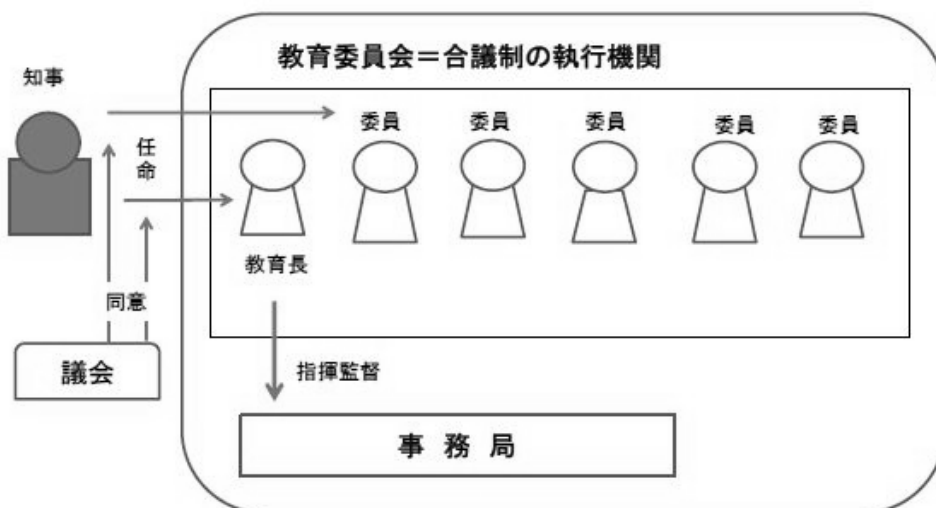 教育委員会＝合議制の執行機関
知事
任命
委員
委員
委員
委員
委員
教育長
同意
議会
指揮監督
事務局